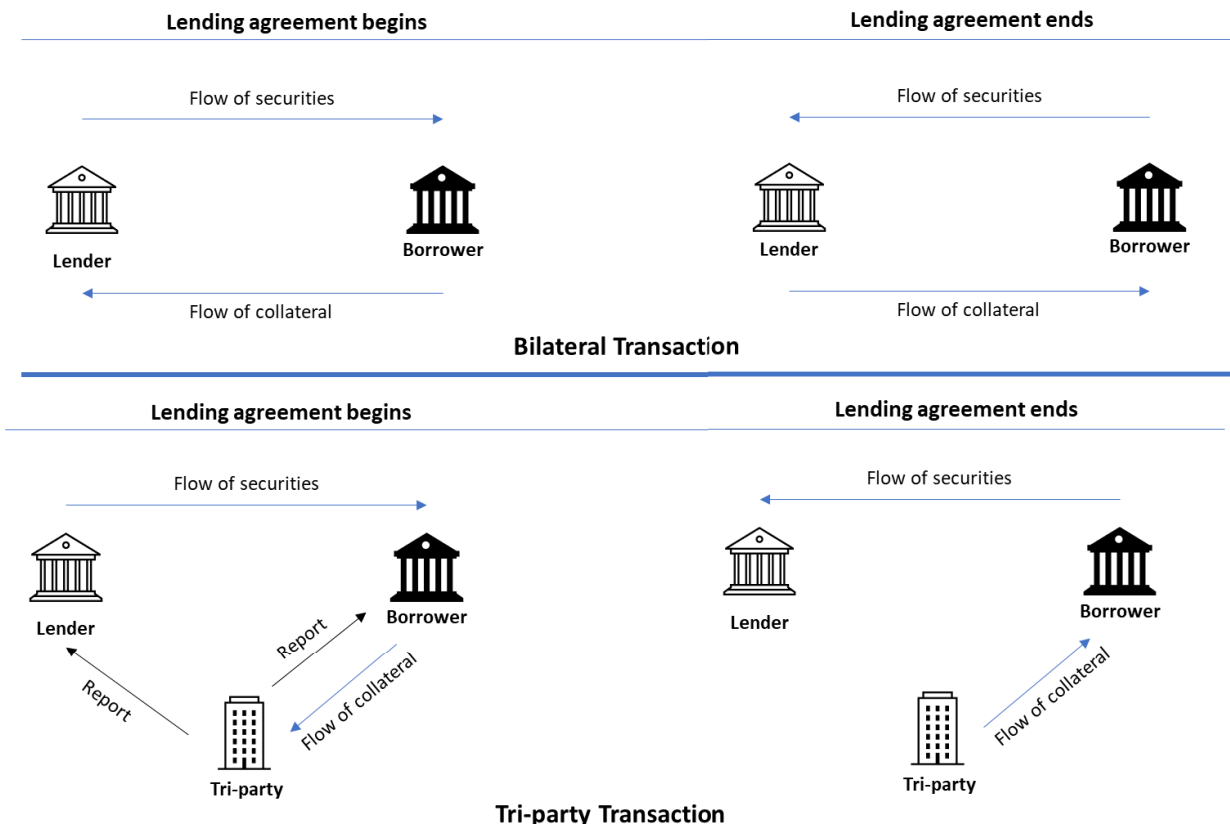 Lending agreement begins
Lending agreement ends
Flow of securities
Flow of securities
Lender
Borrower
Lender
Borrower
Flow of collateral
Flow of collateral
Bilateral Transaction
Lending agreement begins
Lending agreement ends
Flow of securities
Flow of securities
Lender
Borrower
Lender
Borrower
Report
Report
Flow of collateral
Flow of collateral
Tri-party
Tri-party
Tri-party Transaction